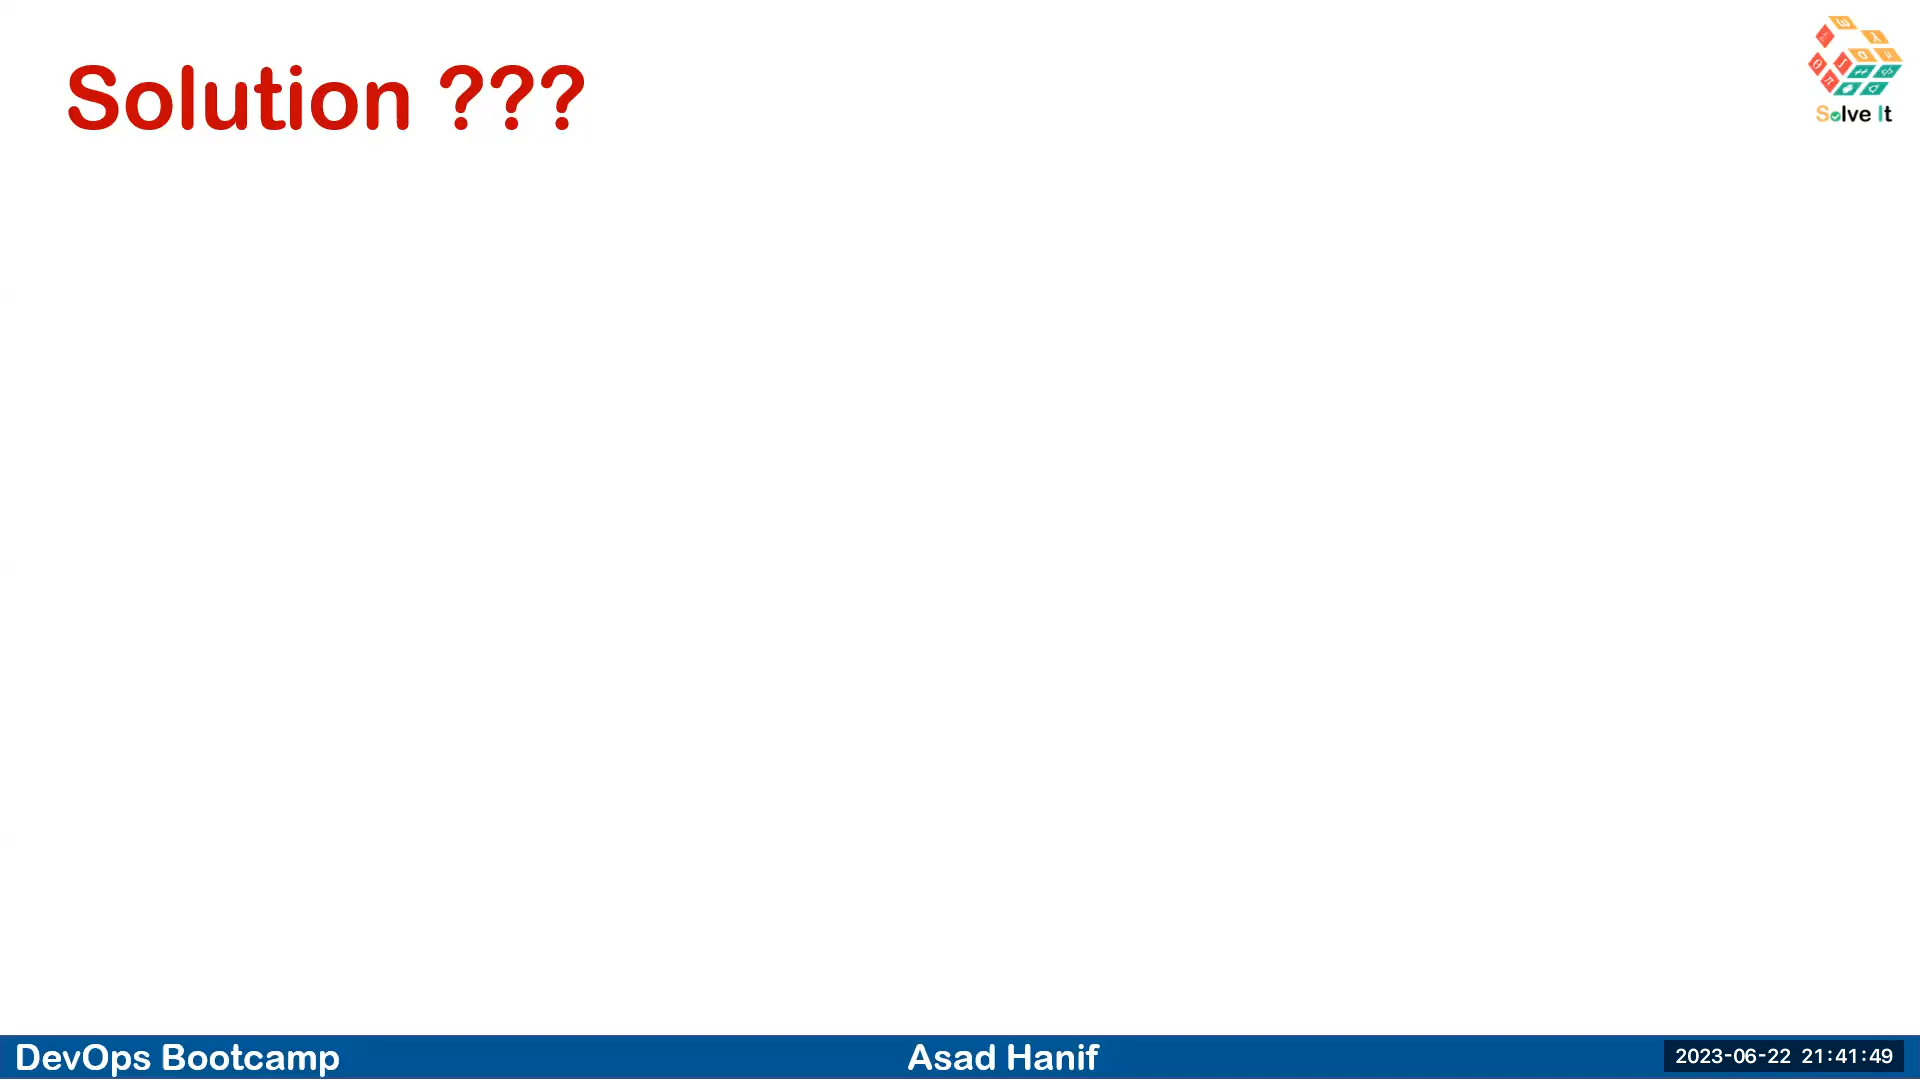 Solution ???
Solve It
DevOps Bootcamp
Asad Hanif
2023-06-22 21:41:49